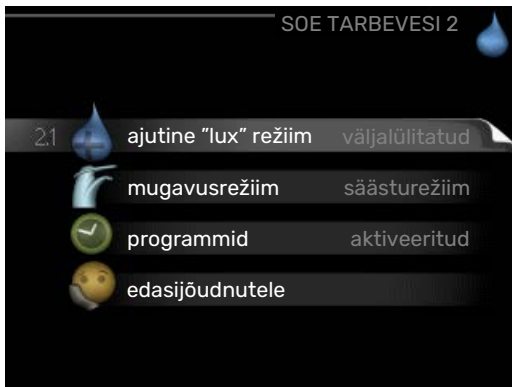 SOE TARBEVESI 2
2.1 ajutine ”lux” režiim väljalülitatud
mugavusrežiim säästurežiim
programmid aktiveeritud
edasijõudnutele